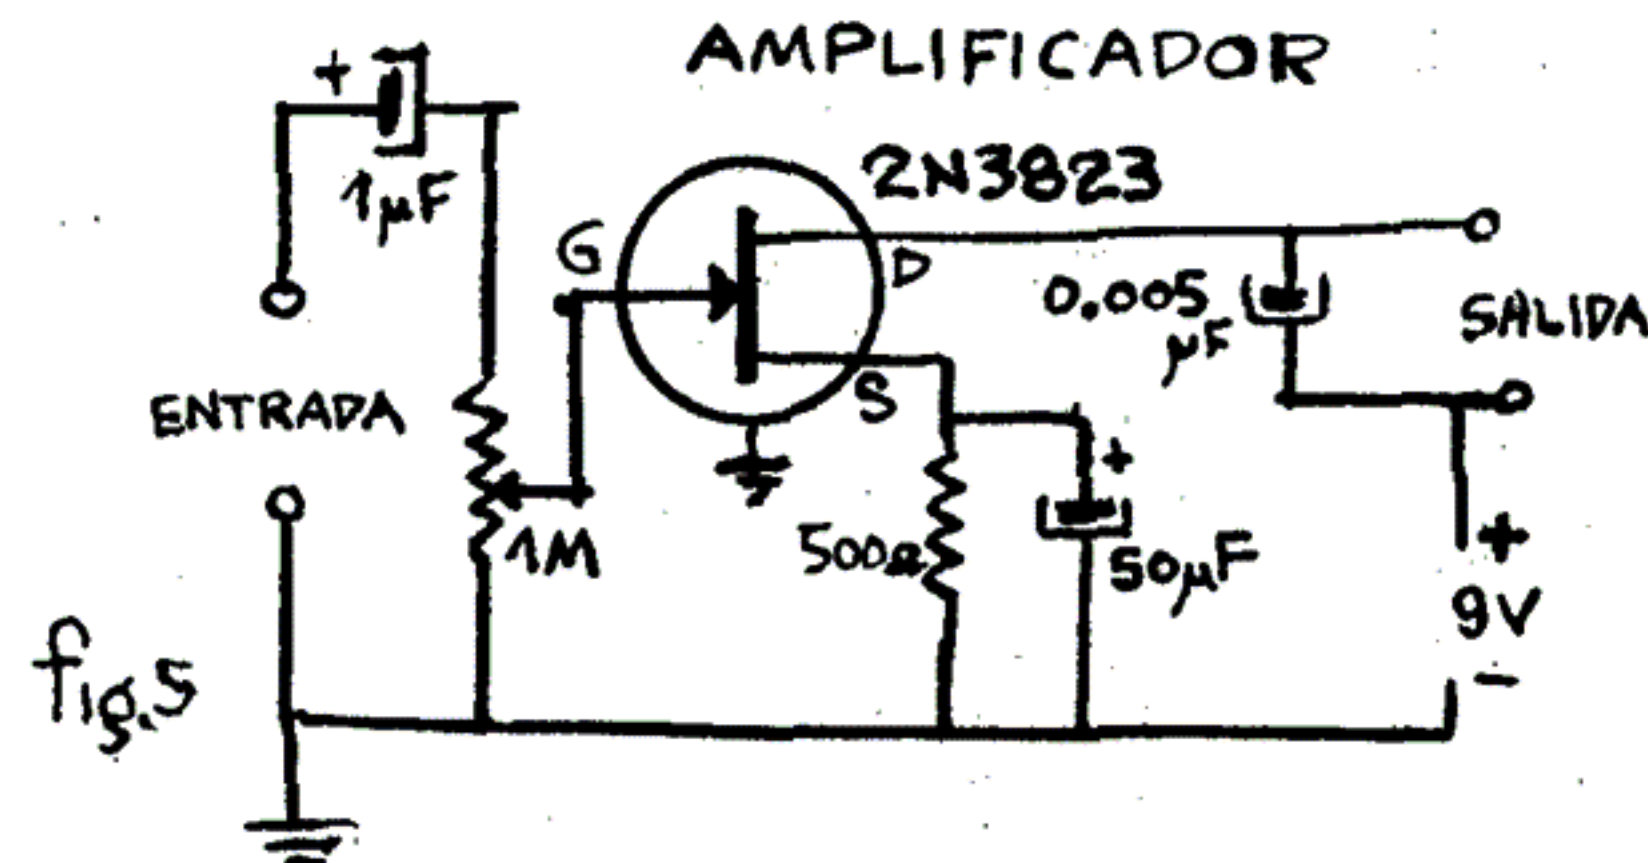 AMPLIFICADOR
+
1µF
2N3823
G
D
S
0.005
µF
SALIDA
ENTRADA
1M
500Ω
+
50µF
+
9V
-
fig.5